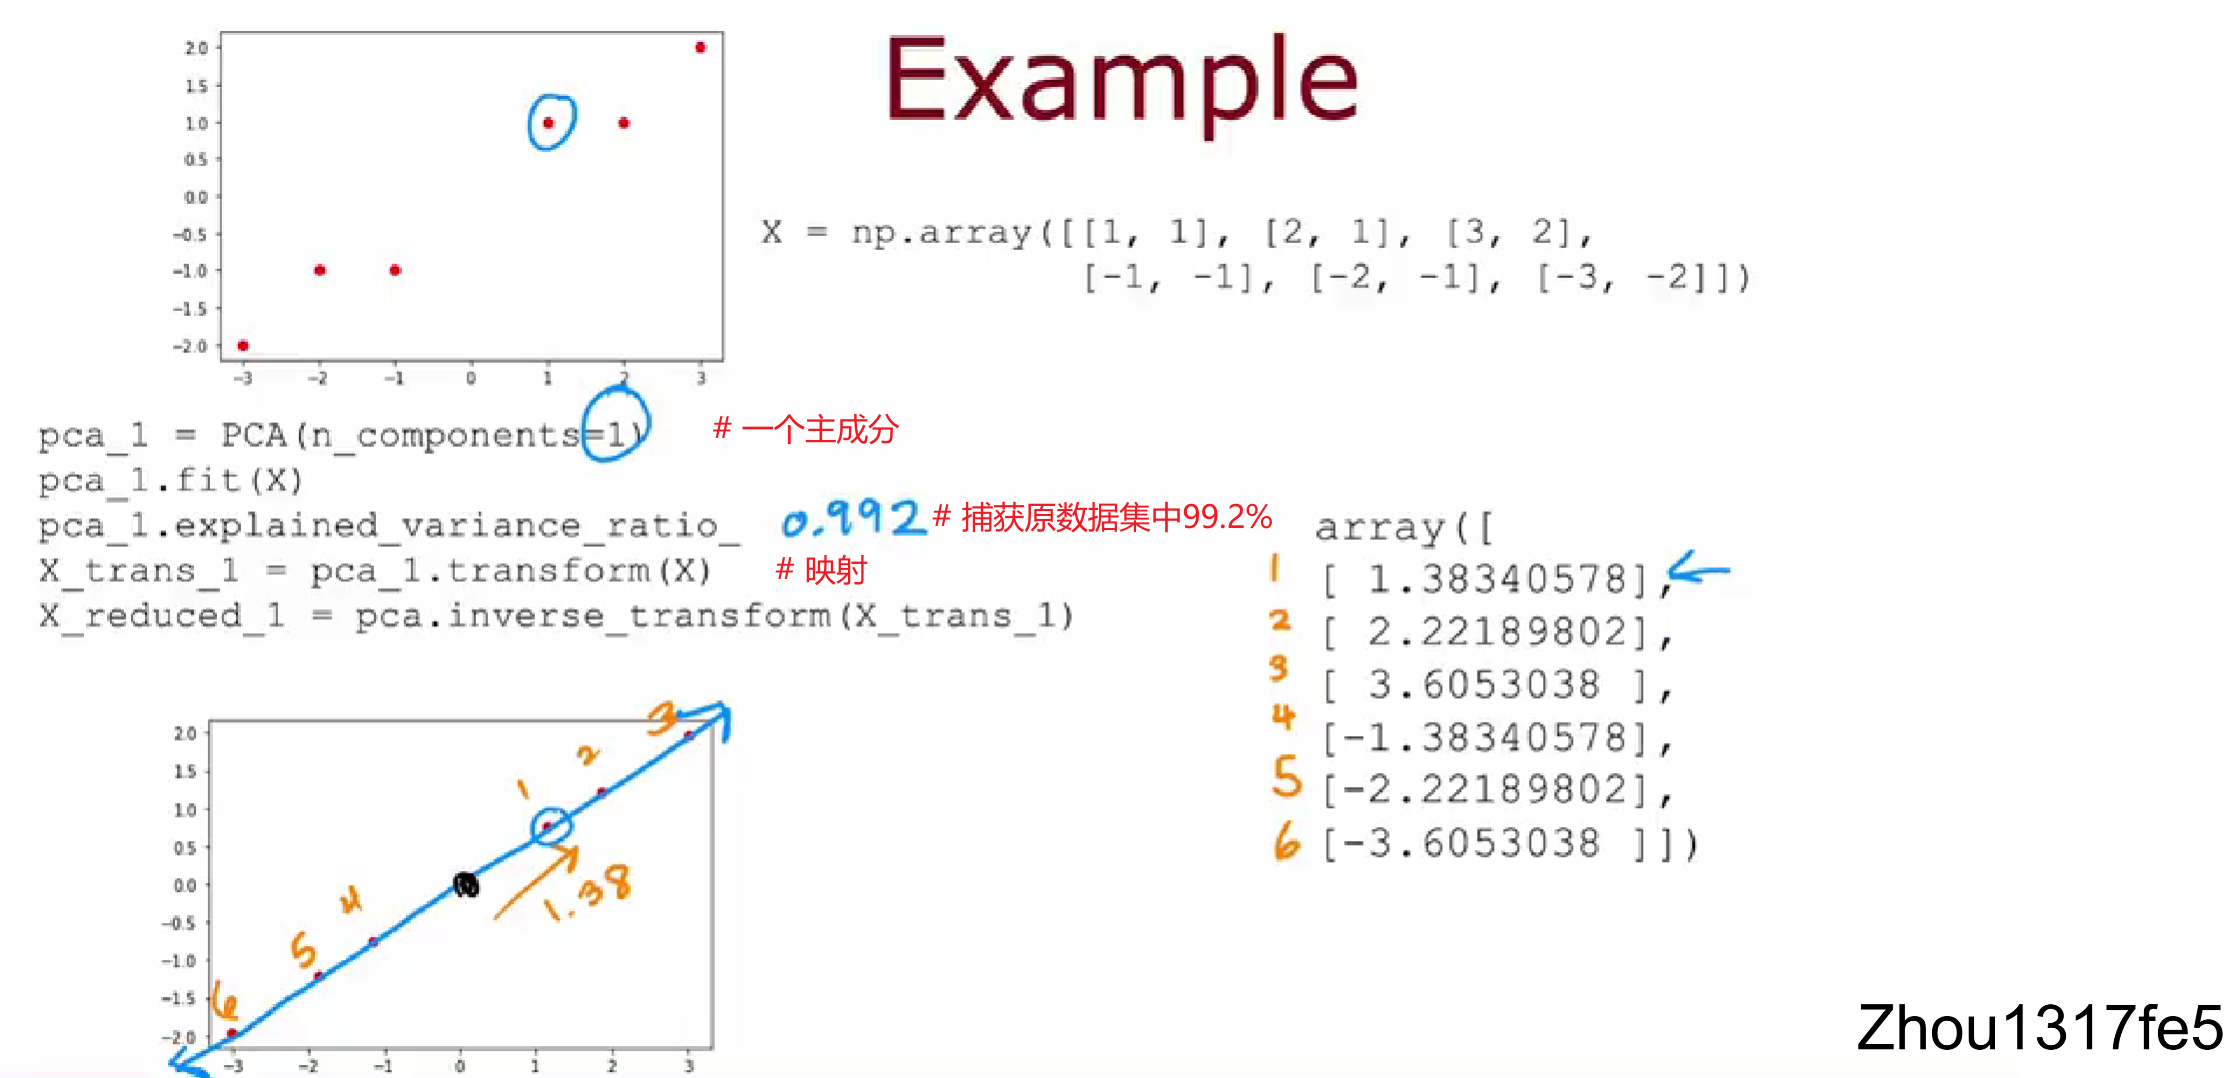 Example
2.0
1.5
1.0
0.5
0.0
−0.5
−1.0
−1.5
−2.0
−3 −2 −1 0 1 2 3
X = np.array([[1, 1], [2, 1], [3, 2],
[-1, -1], [-2, -1], [-3, -2]])
pca_1 = PCA(n_components=1) # 一个主成分
pca_1.fit(X)
pca_1.explained_variance_ratio_ 0.992 # 捕获原数据集中99.2%
X_trans_1 = pca_1.transform(X) # 映射
X_reduced_1 = pca.inverse_transform(X_trans_1)
array([
1 [ 1.38340578],
2 [ 2.22189802],
3 [ 3.6053038 ],
4 [-1.38340578],
5 [-2.22189802],
6 [-3.6053038 ]])
2.0
1.5
1.0
0.5
0.0
−0.5
−1.0
−1.5
−2.0
−3 −2 −1 0 1 2 3
3
2
1
1.38
4
5
6
Zhou1317fe5